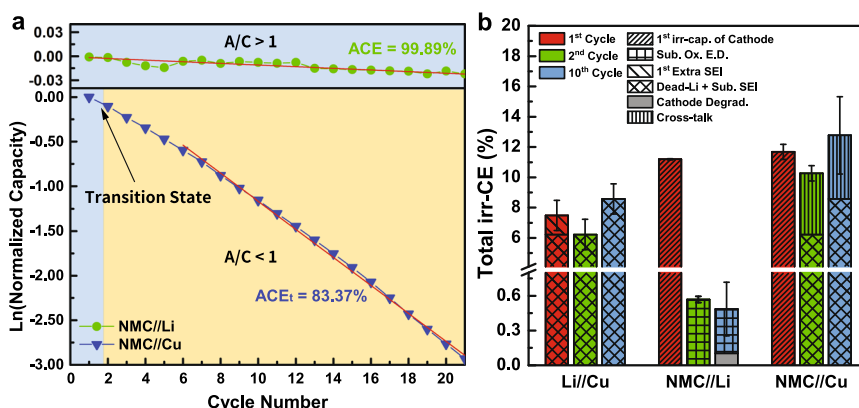 a
A/C > 1
ACE = 99.89%
0.03
0.00
-0.03
0.00
-0.50
-1.00
-1.50
-2.00
-2.50
-3.00
Transition State
A/C < 1
ACEt = 83.37%
NMC//Li
NMC//Cu
Ln(Normalized Capacity)
0 2 4 6 8 10 12 14 16 18 20
Cycle Number
b
1st Cycle
2nd Cycle
10th Cycle
1st irr-cap. of Cathode
Sub. Ox. E.D.
1st Extra SEI
Dead-Li + Sub. SEI
Cathode Degrad.
Cross-talk
Total irr-CE (%)
20
18
16
14
12
10
8
6
0.6
0.3
0.0
Li//Cu NMC//Li NMC//Cu